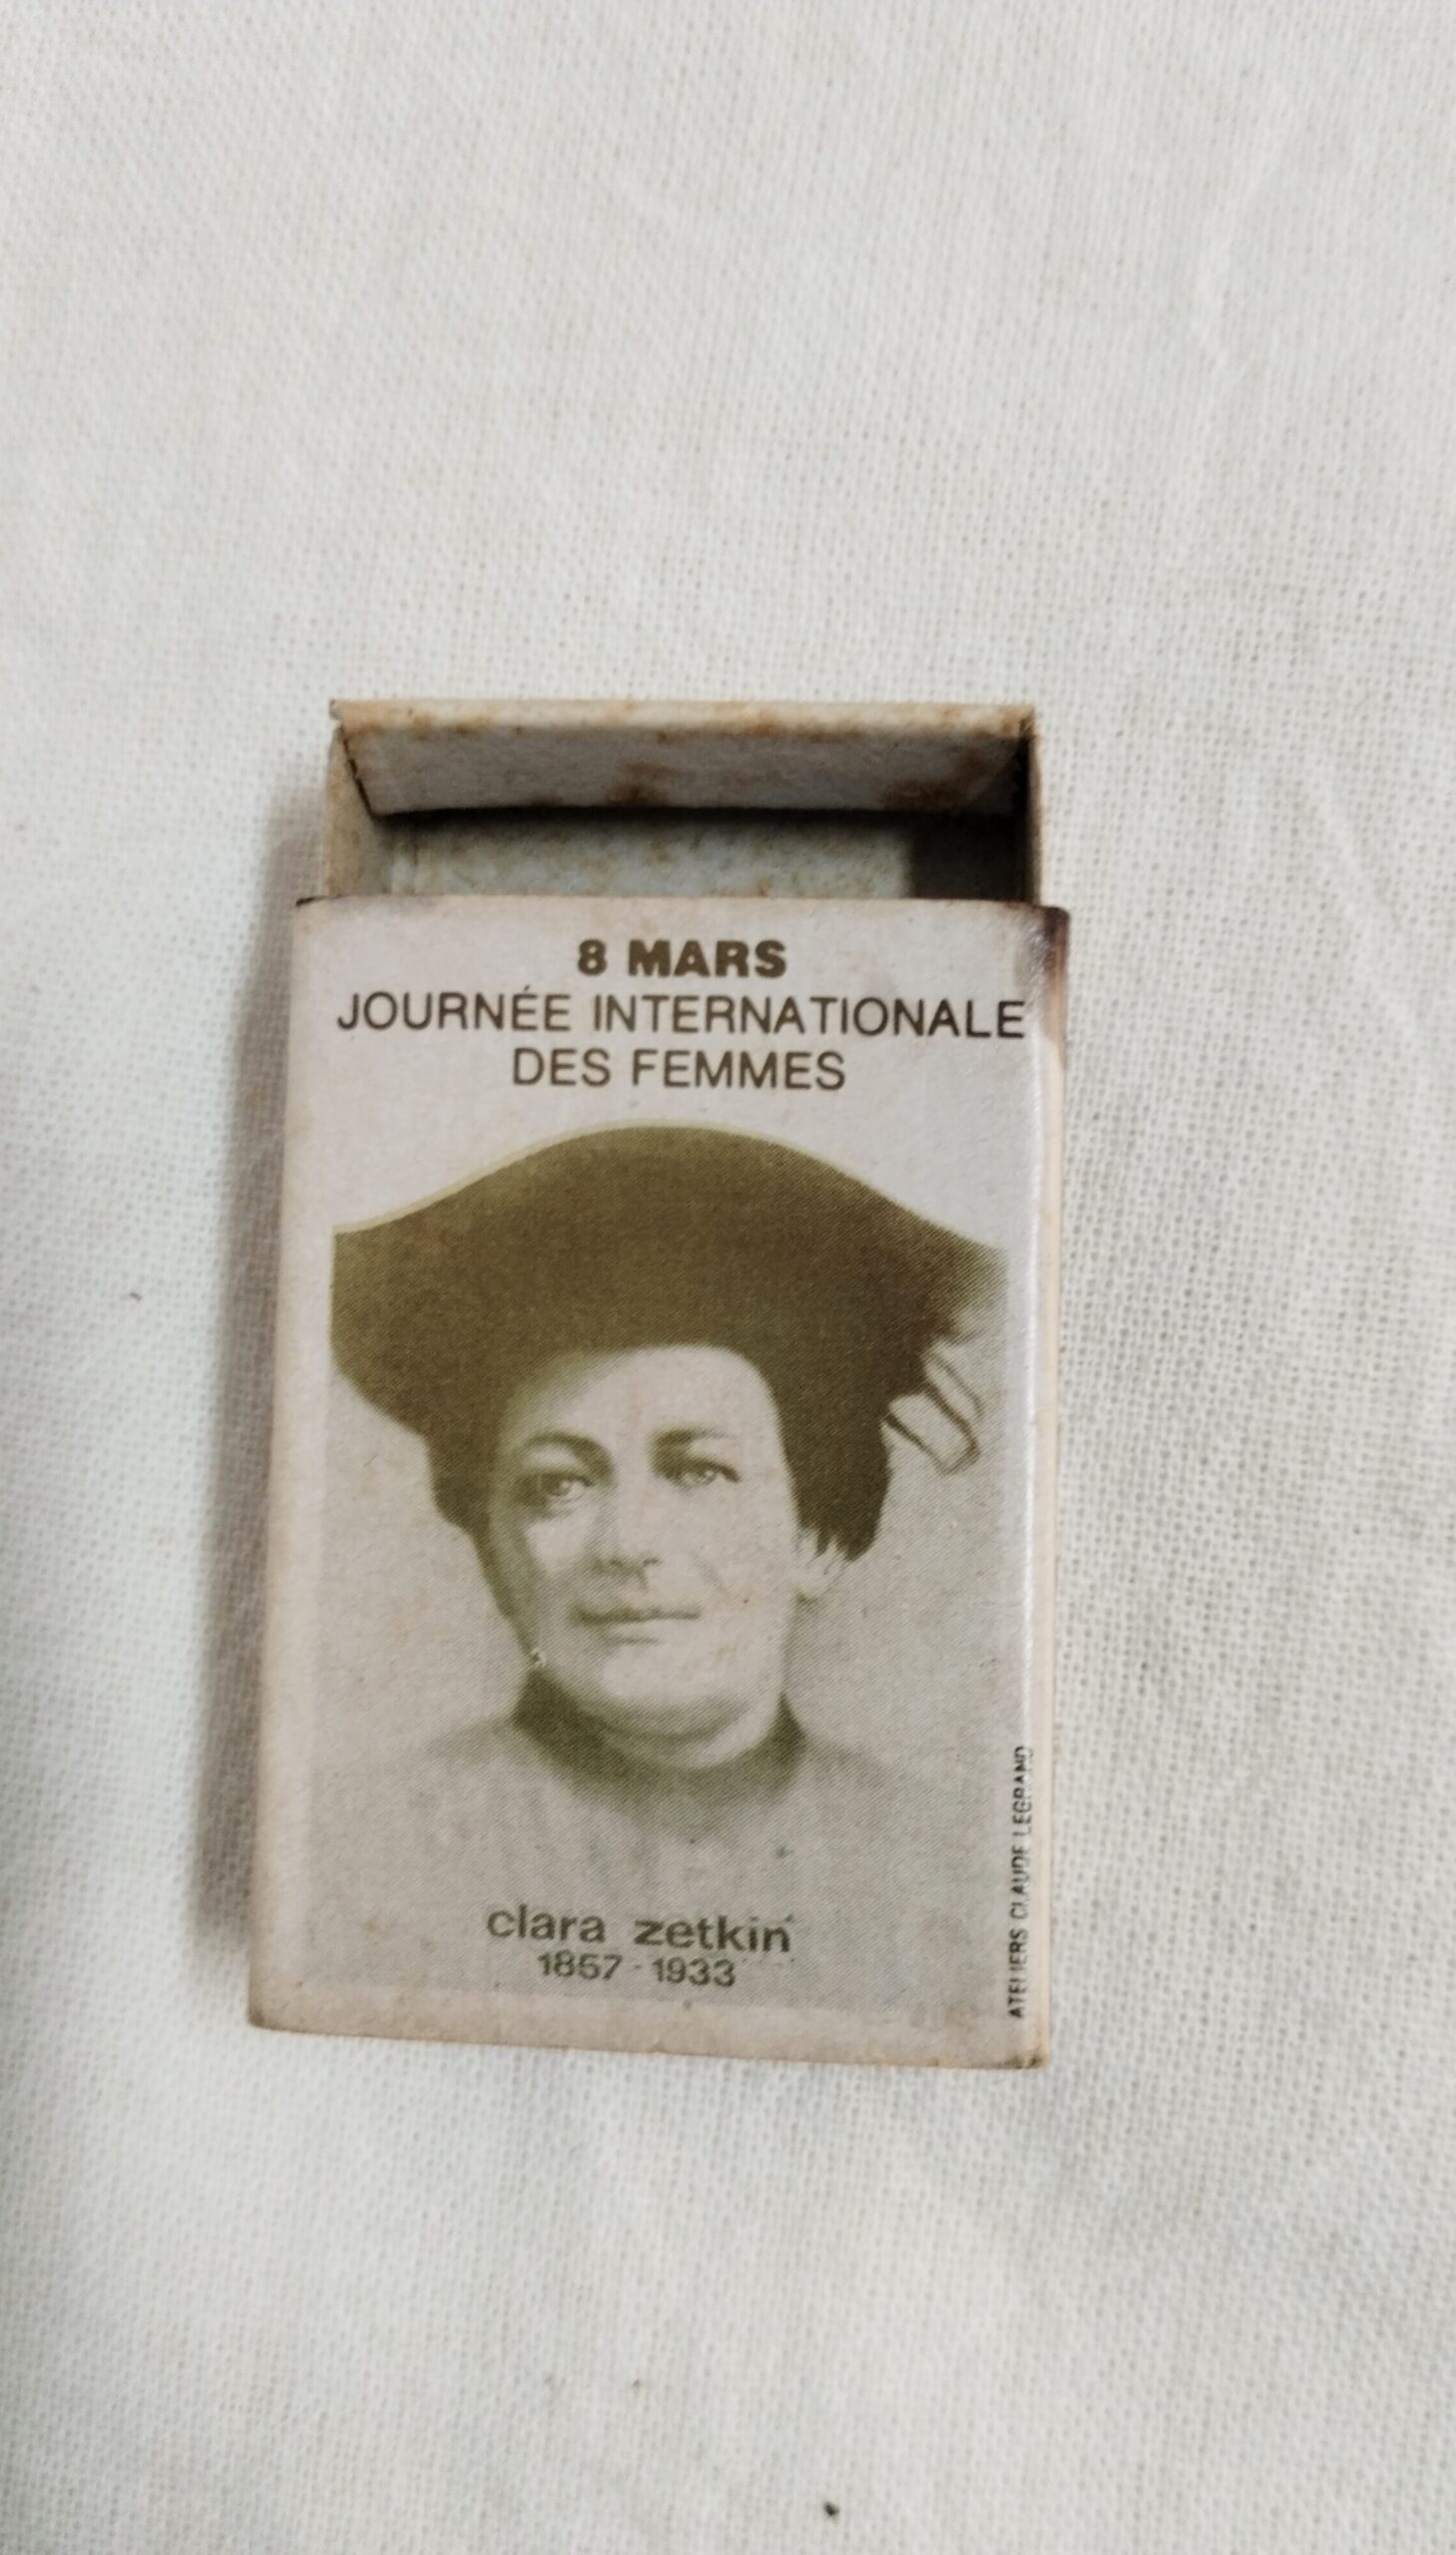 8 MARS
JOURNÉE INTERNATIONALE
DES FEMMES
clara zetkin
1857 - 1933
ATELIERS CLAUDE LEGRAND